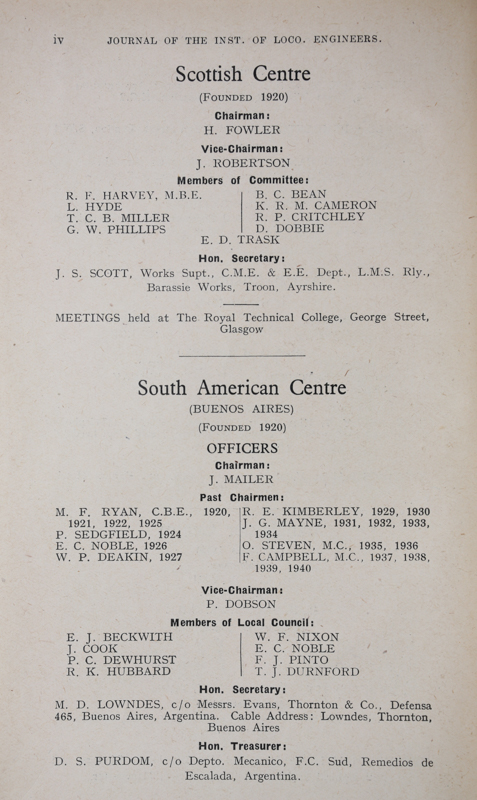 iv JOURNAL OF THE INST. OF LOCO. ENGINEERS.
Scottish Centre
(FOUNDED 1920)
Chairman:
H. FOWLER
Vice-Chairman:
J. ROBERTSON
Members of Committee:
R. F. HARVEY, M.B.E.
L. HYDE
T. C. B. MILLER
G. W. PHILLIPS
B. C. BEAN
K. R. M. CAMERON
R. P. CRITCHLEY
D. DOBBIE
E. D. TRASK
Hon. Secretary:
J. S. SCOTT, Works Supt., C.M.E. & E.E. Dept., L.M.S. Rly.,
Barassie Works, Troon, Ayrshire.
MEETINGS held at The Royal Technical College, George Street,
Glasgow
South American Centre
(BUENOS AIRES)
(FOUNDED 1920)
OFFICERS
Chairman:
J. MAILER
Past Chairmen:
M. F. RYAN, C.B.E., 1920,
1921, 1922, 1925
P. SEDGFIELD, 1924
E. C. NOBLE, 1926
W. P. DEAKIN, 1927
R. E. KIMBERLEY, 1929, 1930
J. G. MAYNE, 1931, 1932, 1933,
1934
O. STEVEN, M.C., 1935, 1936
F. CAMPBELL, M.C., 1937, 1938,
1939, 1940
Vice-Chairman:
P. DOBSON
Members of Local Council:
E. J. BECKWITH
J. COOK
P. C. DEWHURST
R. K. HUBBARD
W. F. NIXON
E. C. NOBLE
F. J. PINTO
T. J. DURNFORD
Hon. Secretary:
M. D. LOWNDES, c/o Messrs. Evans, Thornton & Co., Defensa
465, Buenos Aires, Argentina. Cable Address: Lowndes, Thornton,
Buenos Aires
Hon. Treasurer:
D. S. PURDOM, c/o Depto. Mecanico, F.C. Sud, Remedios de
Escalada, Argentina.